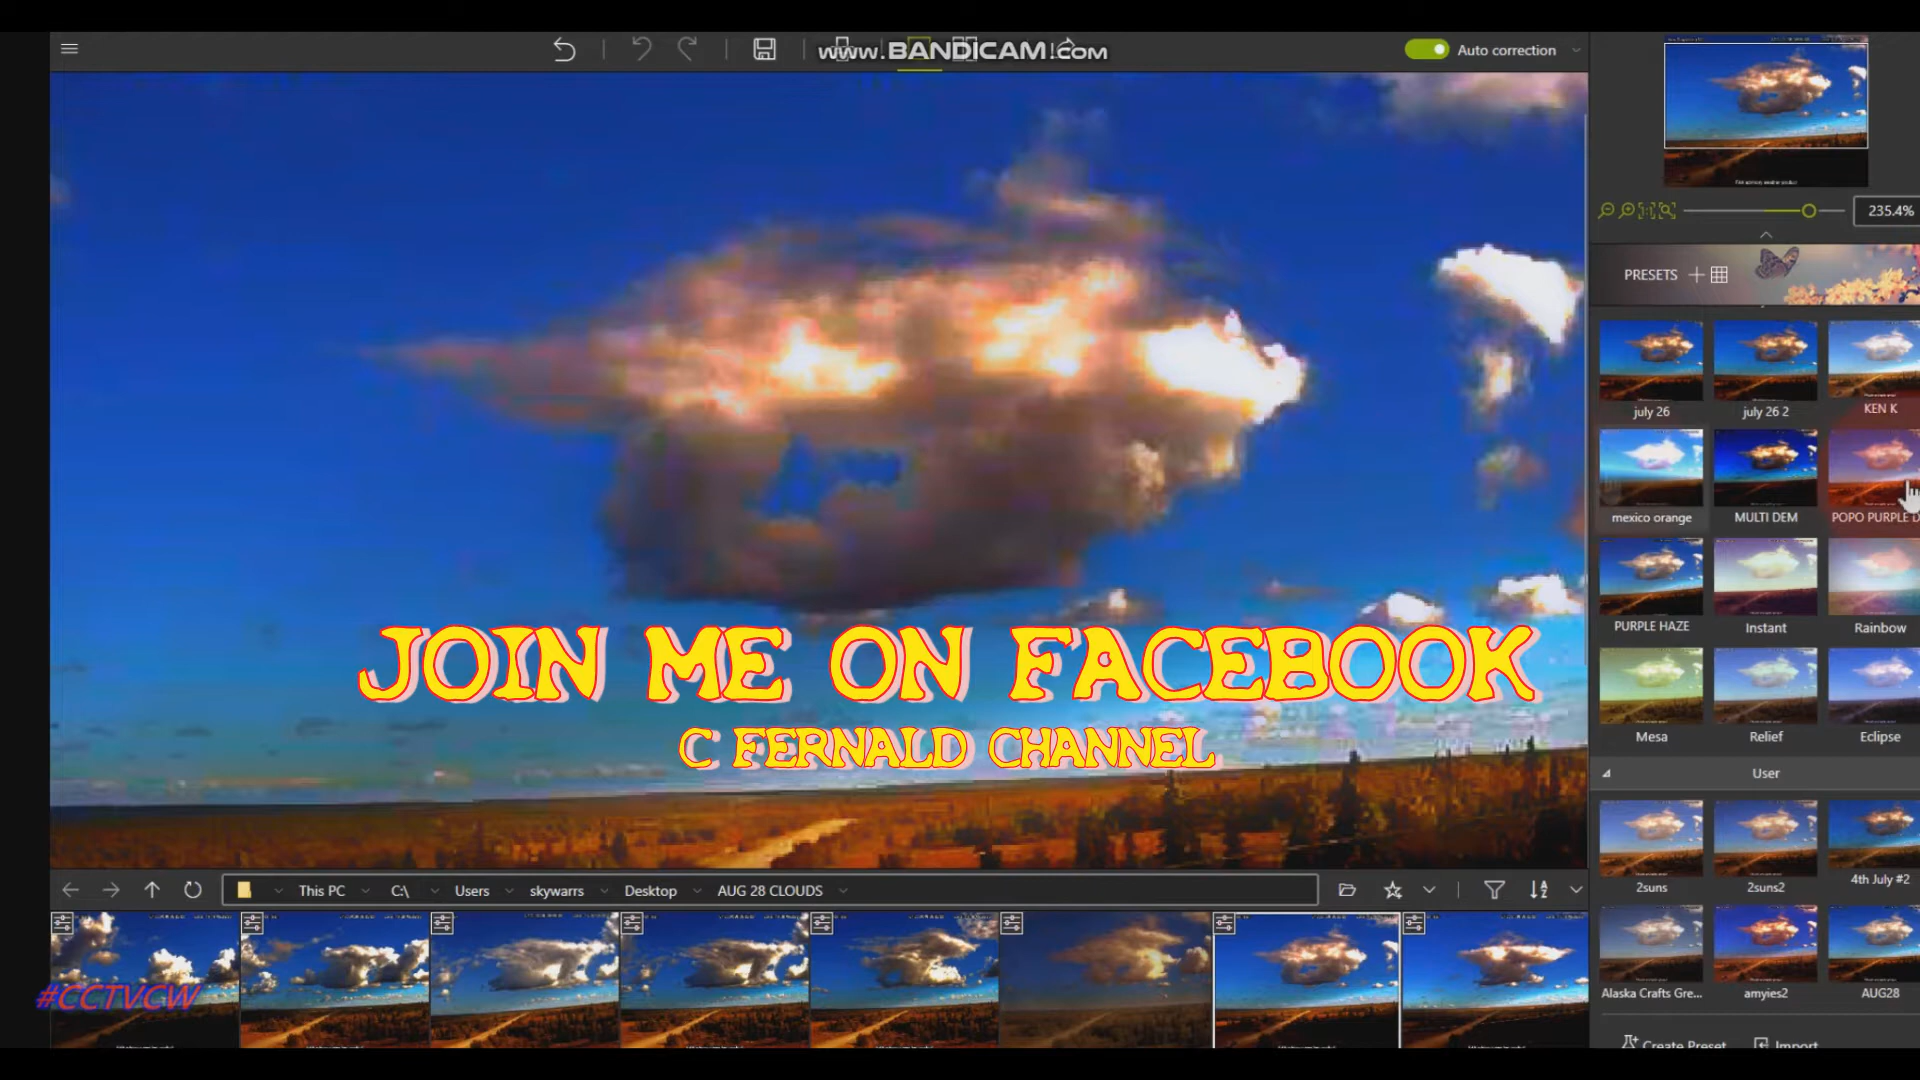 www.BANDICAM.com
Auto correction
235.4%
PRESETS
july 26
july 26 2
KEN K
mexico orange
MULTI DEM
POPO PURPLE D
PURPLE HAZE
Instant
Rainbow
Mesa
Relief
Eclipse
User
2suns
2suns2
4th July #2
Alaska Crafts Gre...
amyies2
AUG28
Create Preset
Import
JOIN ME ON FACEBOOK
C FERNALD CHANNEL
This PC
C:\
Users
skywarrs
Desktop
AUG 28 CLOUDS
#CCTVCW